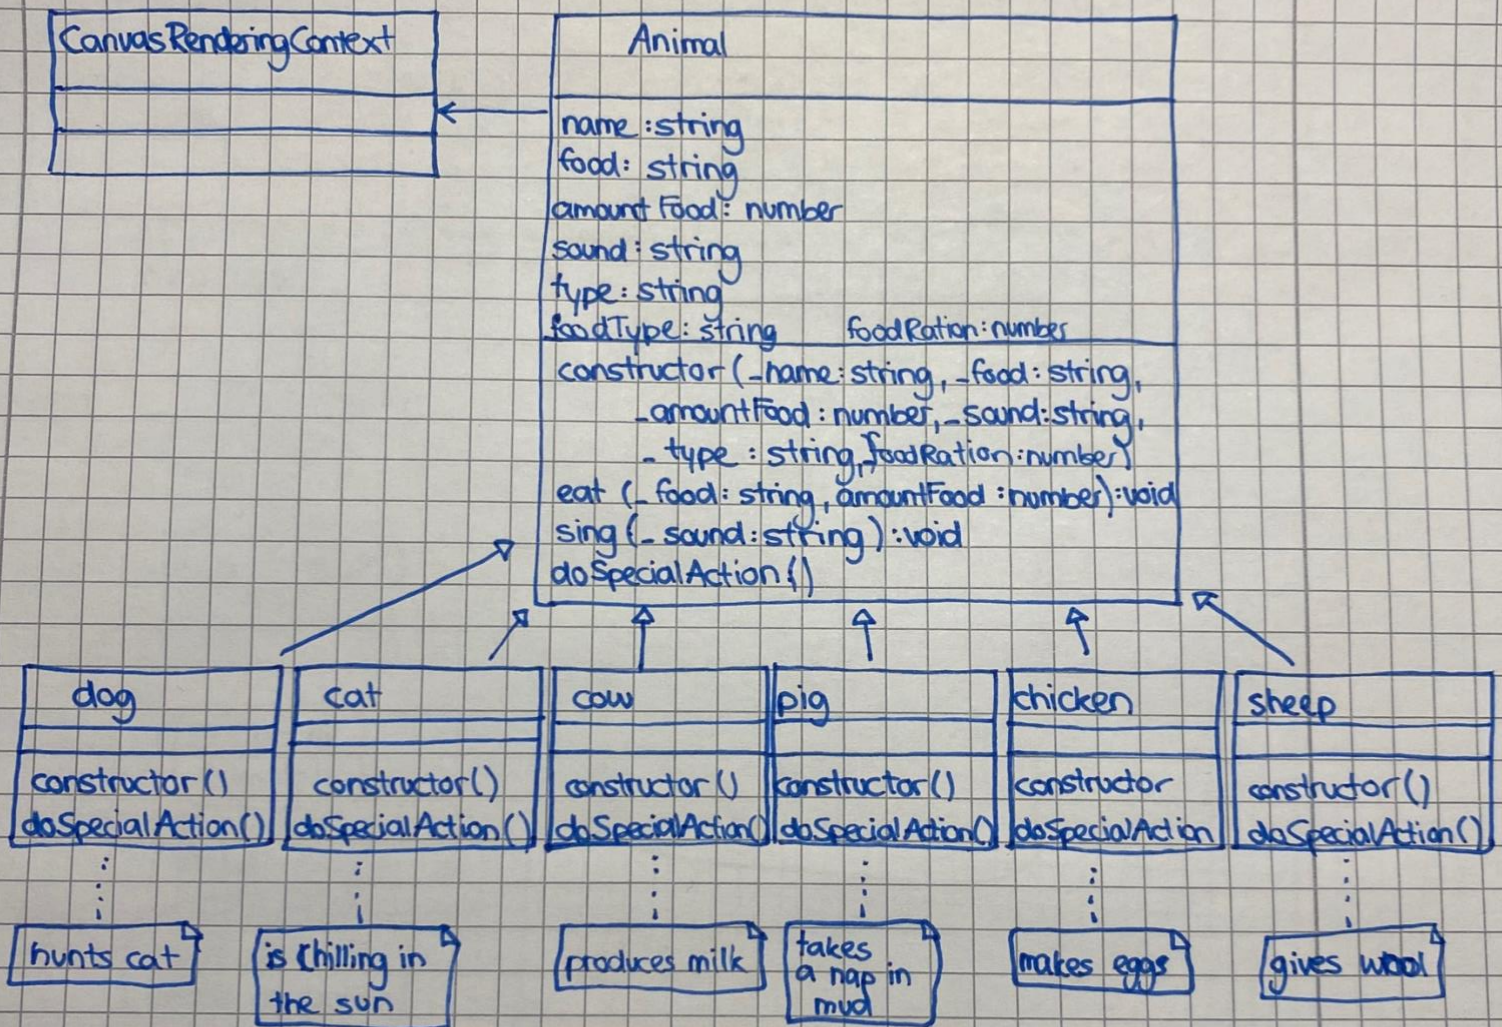 CanvasRenderingContext
Animal
name:string
food: string
amountFood: number
sound: string
type: string
foodType: string foodRation:number
constructor(_name:string, _food:string,
_amountFood:number,_sound:string,
_type : string,foodRation:number)
eat (_food: string, amountFood :number):void
sing(_sound:string):void
doSpecialAction()
dog
constructor()
doSpecialAction()
hunts cat
cat
constructor()
doSpecialAction()
is chilling in
the sun
cow
constructor()
doSpecialAction()
produces milk
pig
constructor()
doSpecialAction()
takes
a nap in
mud
chicken
constructor
doSpecialAction
makes eggs
sheep
constructor()
doSpecialAction()
gives wool